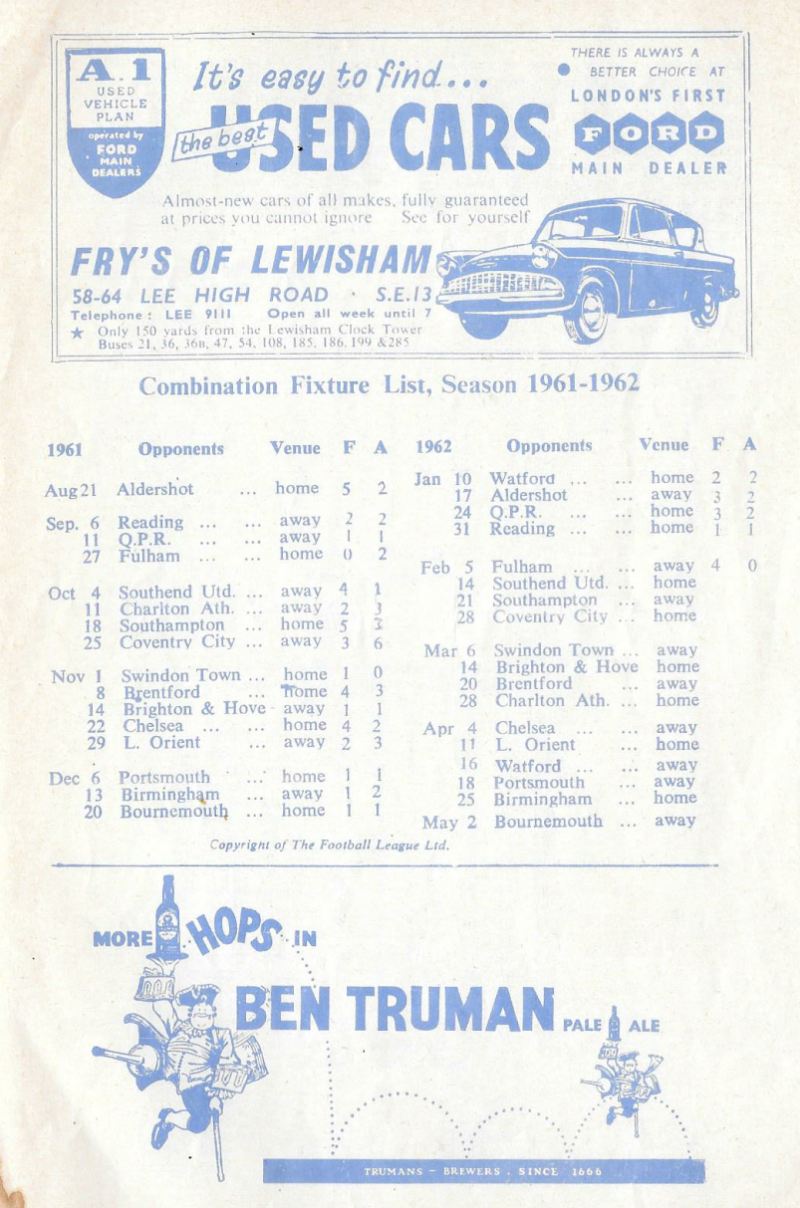 A.1
USED
VEHICLE
PLAN
operated by
FORD
MAIN
DEALERS
It's easy to find...
the best USED CARS
THERE IS ALWAYS A
● BETTER CHOICE AT
LONDON'S FIRST
FORD
MAIN DEALER
Almost-new cars of all makes, fully guaranteed
at prices you cannot ignore See for yourself
FRY'S OF LEWISHAM
58-64 LEE HIGH ROAD · S.E.13
Telephone: LEE 9111 Open all week until 7
★ Only 150 yards from the Lewisham Clock Tower
Buses 21, 36, 36B, 47, 54, 108, 185, 186, 199 & 285
Combination Fixture List, Season 1961-1962
1961 Opponents Venue F A
Aug 21 Aldershot ... home 5 2
Sep. 6 Reading ... ... away 2 2
11 Q.P.R. ... ... away 1 1
27 Fulham ... ... home 0 2
Oct 4 Southend Utd. ... away 4 1
11 Charlton Ath. ... away 2 3
18 Southampton ... home 5 3
25 Coventry City ... away 3 6
Nov 1 Swindon Town ... home 1 0
8 Brentford ... home 4 3
14 Brighton & Hove - away 1 1
22 Chelsea ... ... home 4 2
29 L. Orient ... away 2 3
Dec 6 Portsmouth ... home 1 1
13 Birmingham ... away 1 2
20 Bournemouth ... home 1 1
1962 Opponents Venue F A
Jan 10 Watford ... ... home 2 2
17 Aldershot ... away 3 2
24 Q.P.R. ... ... home 3 2
31 Reading ... ... home 1 1
Feb 5 Fulham ... ... away 4 0
14 Southend Utd. ... home
21 Southampton ... away
28 Coventry City ... home
Mar 6 Swindon Town ... away
14 Brighton & Hove home
20 Brentford ... away
28 Charlton Ath. ... home
Apr 4 Chelsea ... ... away
11 L. Orient ... home
16 Watford ... ... away
18 Portsmouth ... away
25 Birmingham ... home
May 2 Bournemouth ... away
Copyright of The Football League Ltd.
MORE HOPS IN
BEN TRUMAN PALE ALE
TRUMANS - BREWERS . SINCE 1666